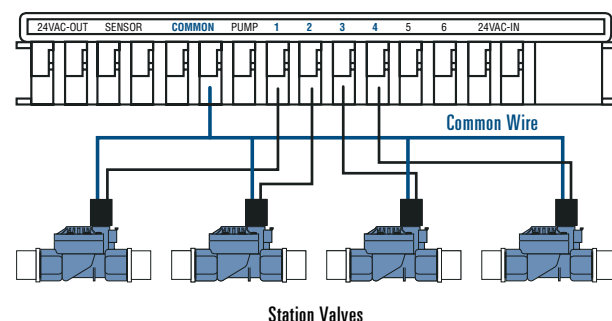 24VAC-OUT SENSOR COMMON PUMP 1 2 3 4 5 6 24VAC-IN
Common Wire
Station Valves